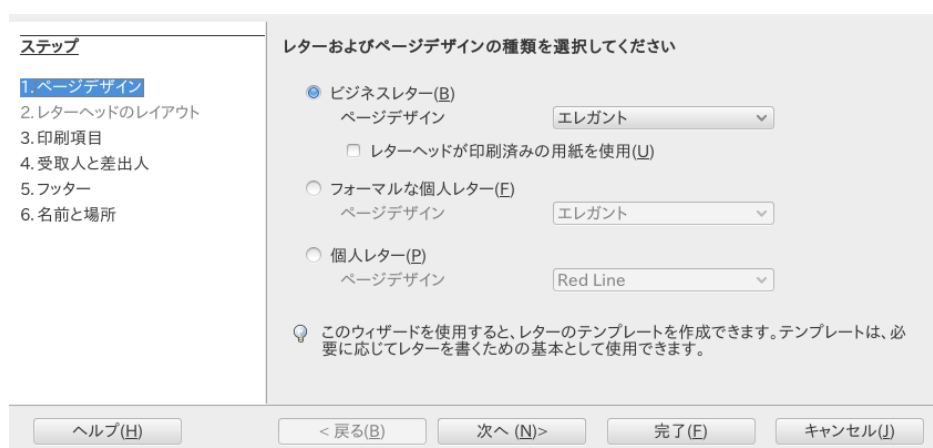 ステップ
1.ページデザイン
2.レターヘッドのレイアウト
3.印刷項目
4.受取人と差出人
5.フッター
6.名前と場所
レターおよびページデザインの種類を選択してください
ビジネスレター(B)
ページデザイン エレガント
レターヘッドが印刷済みの用紙を使用(U)
フォーマルな個人レター(F)
ページデザイン エレガント
個人レター(P)
ページデザイン Red Line
このウィザードを使用すると、レターのテンプレートを作成できます。テンプレートは、必
要に応じてレターを書くための基本として使用できます。
ヘルプ(H) < 戻る(B) 次へ (N)> 完了(F) キャンセル(J)